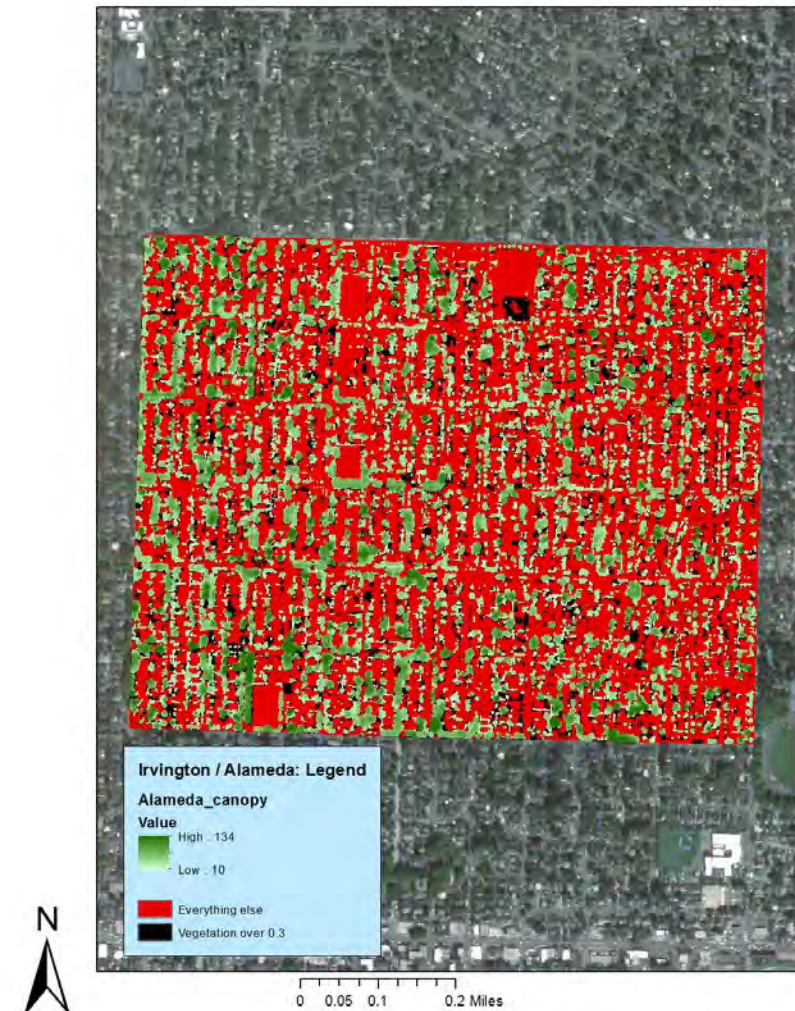 Irvington / Alameda: Legend
Alameda_canopy
Value
High : 134
Low : 10
Everything else
Vegetation over 0.3
N
0 0.05 0.1 0.2 Miles